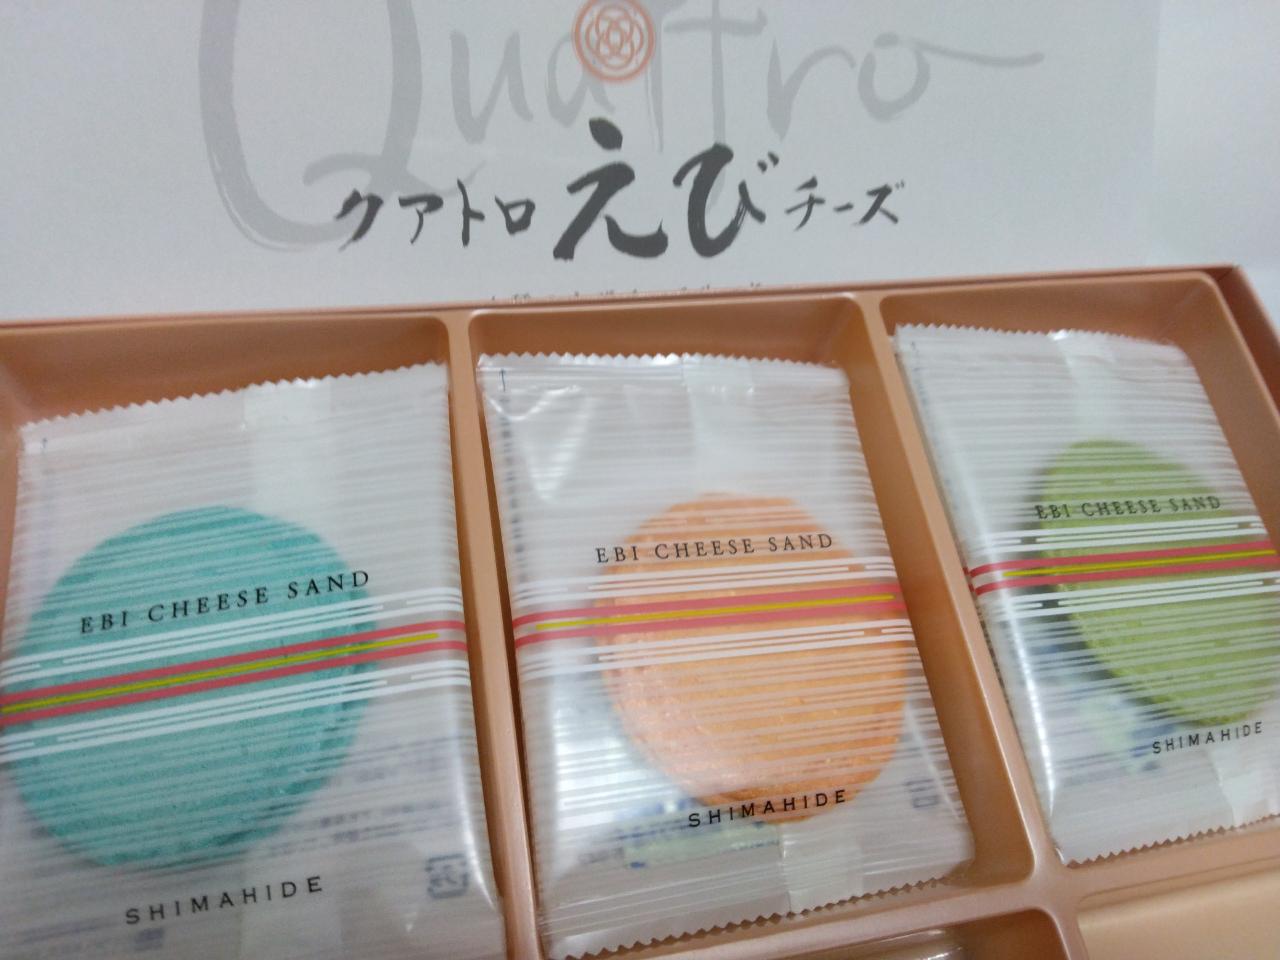 Quattro
クアトロえびチーズ
EBI CHEESE SAND
SHIMAHIDE
EBI CHEESE SAND
SHIMAHIDE
EBI CHEESE SAND
SHIMAHIDE